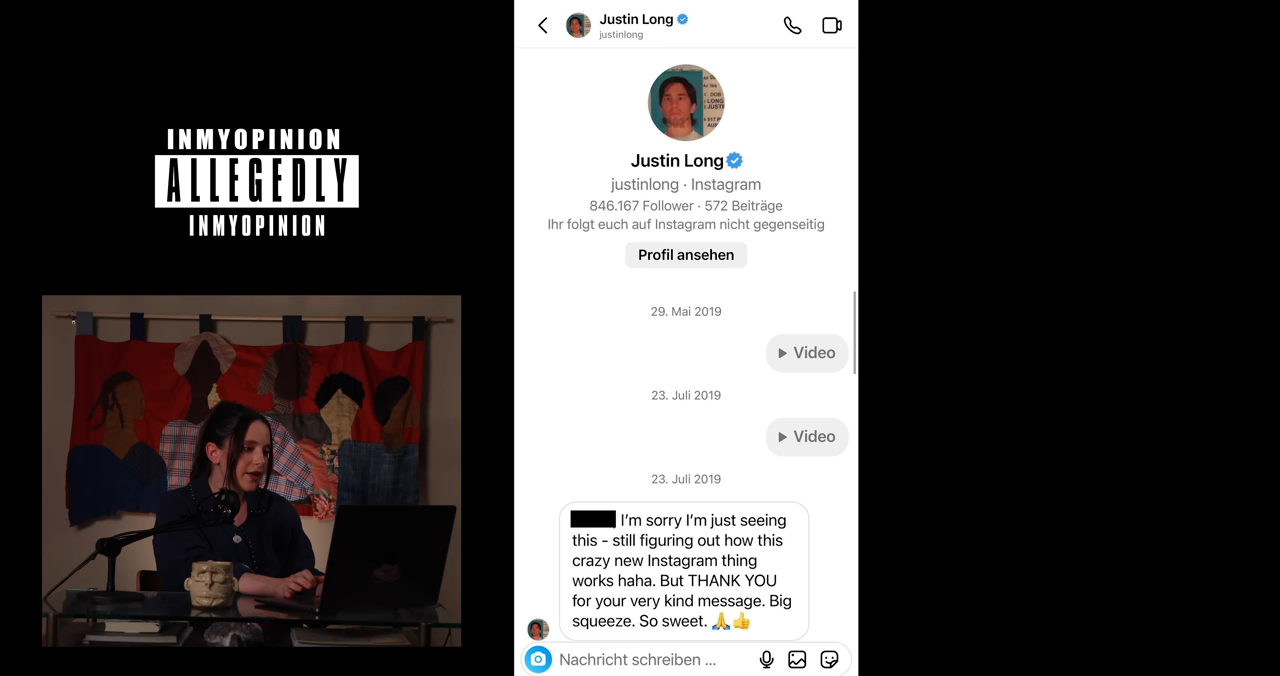 INMYOPINION
ALLEGEDLY
INMYOPINION
Justin Long
justinlong
Justin Long
justinlong · Instagram
846.167 Follower · 572 Beiträge
Ihr folgt euch auf Instagram nicht gegenseitig
Profil ansehen
29. Mai 2019
Video
23. Juli 2019
Video
23. Juli 2019
I’m sorry I’m just seeing
this - still figuring out how this
crazy new Instagram thing
works haha. But THANK YOU
for your very kind message. Big
squeeze. So sweet. 🙏👍
Nachricht schreiben ...